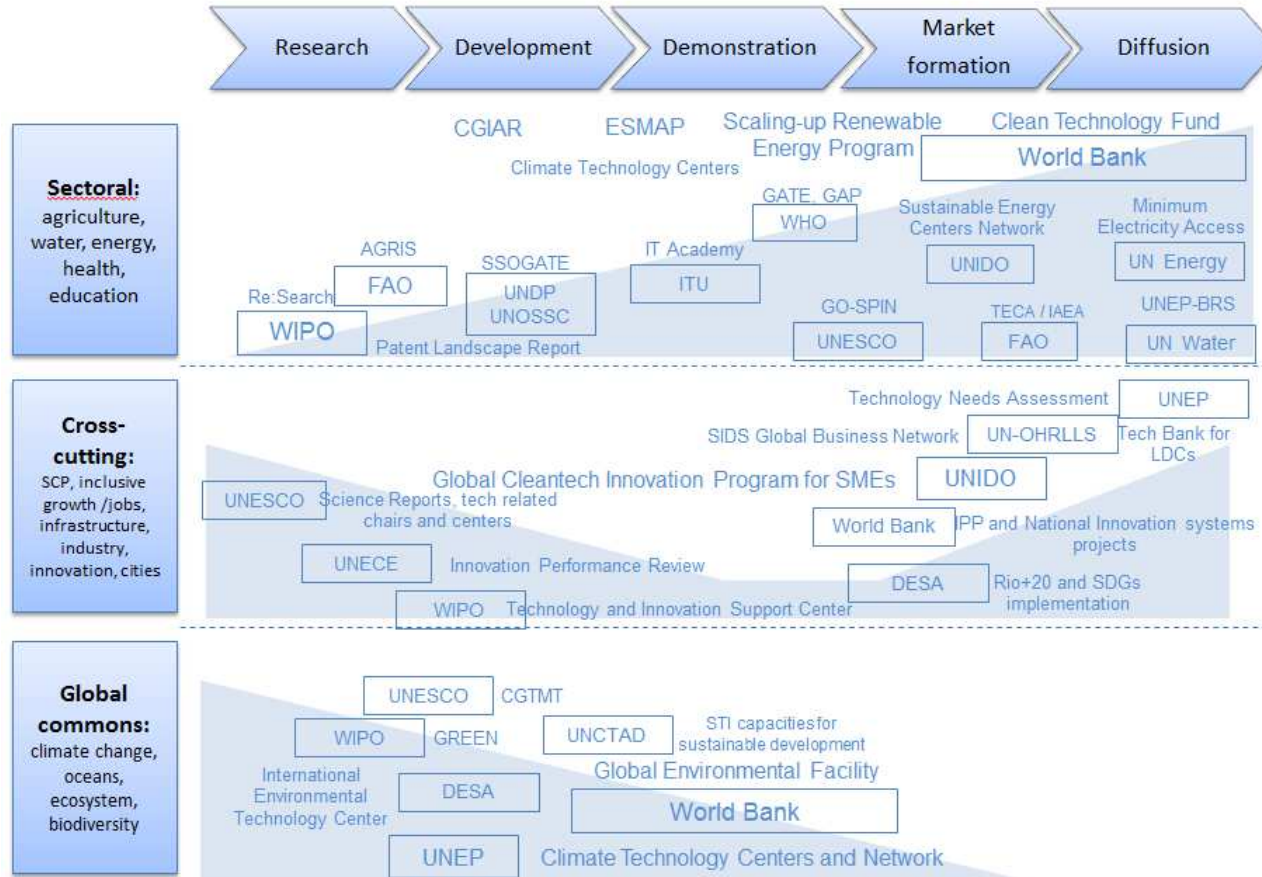 Research
Development
Demonstration
Market
formation
Diffusion
Sectoral:
agriculture,
water, energy,
health,
education
CGIAR
ESMAP
Scaling-up Renewable
Energy Program
Clean Technology Fund
World Bank
Climate Technology Centers
GATE, GAP
WHO
Sustainable Energy
Centers Network
UNIDO
Minimum
Electricity Access
UN Energy
AGRIS
FAO
SSOGATE
UNDP
UNOSSC
IT Academy
ITU
Re:Search
WIPO
Patent Landscape Report
GO-SPIN
UNESCO
TECA / IAEA
FAO
UNEP-BRS
UN Water
Cross-
cutting:
SCP, inclusive
growth /jobs,
infrastructure,
industry,
innovation, cities
Technology Needs Assessment
UNEP
SIDS Global Business Network
UN-OHRLLS
Tech Bank for
LDCs
Global Cleantech Innovation Program for SMEs
UNIDO
UNESCO
Science Reports, tech related
chairs and centers
World Bank
IPP and National Innovation systems
projects
UNECE
Innovation Performance Review
DESA
Rio+20 and SDGs
implementation
WIPO
Technology and Innovation Support Center
Global
commons:
climate change,
oceans,
ecosystem,
biodiversity
UNESCO
CGTMT
WIPO
GREEN
UNCTAD
STI capacities for
sustainable development
International
Environmental
Technology Center
DESA
Global Environmental Facility
World Bank
UNEP
Climate Technology Centers and Network